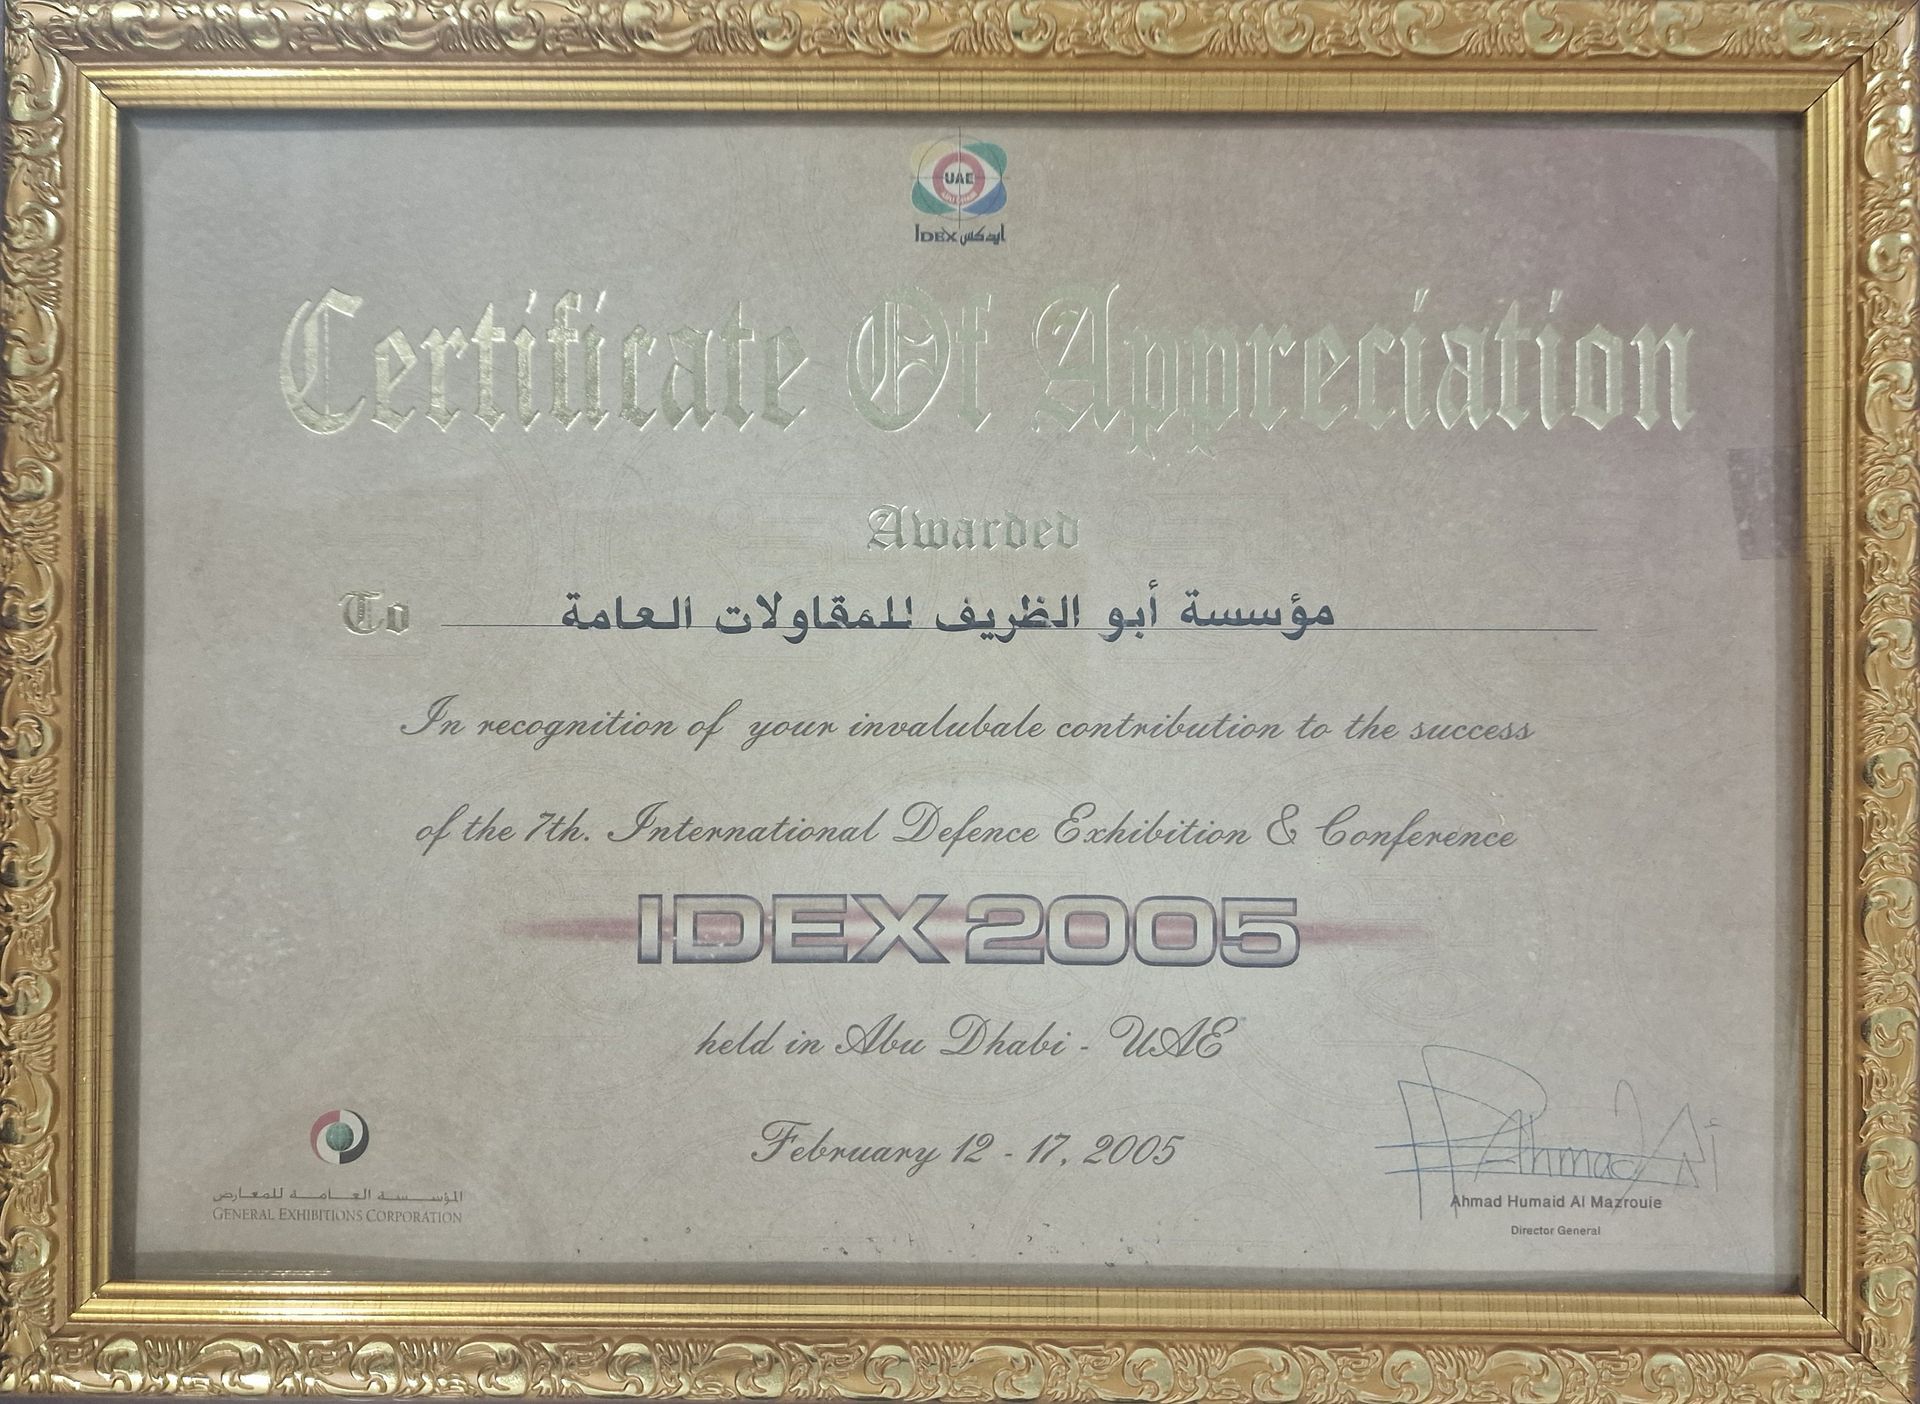 UAE
IDEX ايدكس
Certificate Of Appreciation
Awarded
To مؤسسة أبو الظريف للمقاولات العامة
In recognition of your invalubale contribution to the success
of the 7th. International Defence Exhibition & Conference
IDEX 2005
held in Abu Dhabi - UAE
February 12 - 17, 2005
المؤسسة العامة للمعارض
GENERAL EXHIBITIONS CORPORATION
Ahmad
Ahmad Humaid Al Mazrouie
Director General